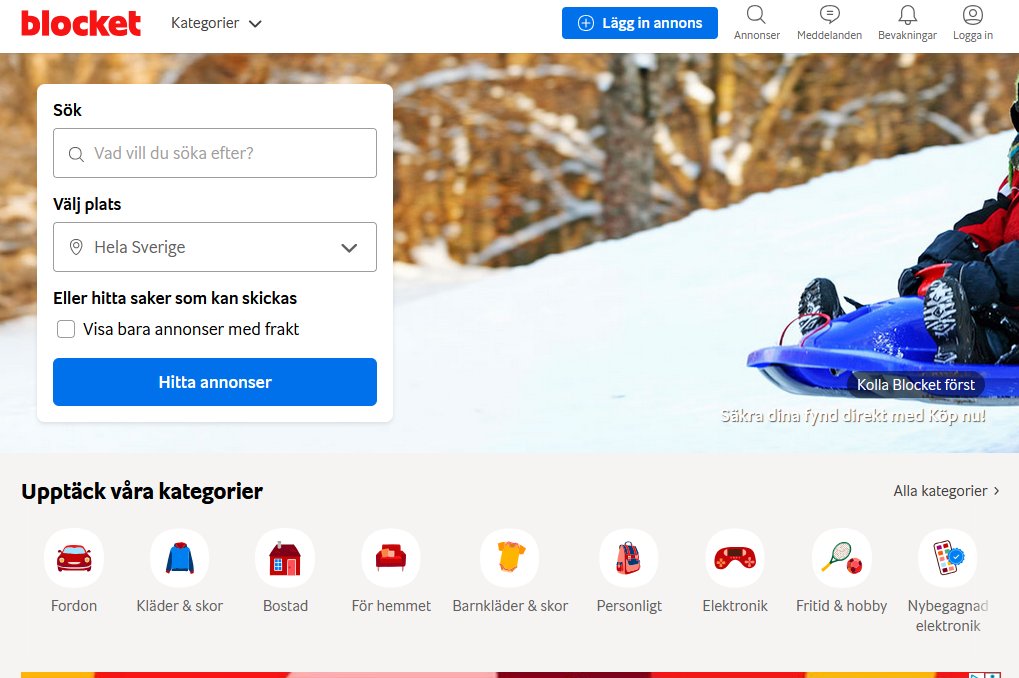 blocket
Kategorier
Lägg in annons
Annonser
Meddelanden
Bevakningar
Logga in
Sök
Vad vill du söka efter?
Välj plats
Hela Sverige
Eller hitta saker som kan skickas
Visa bara annonser med frakt
Hitta annonser
Kolla Blocket först
Säkra dina fynd direkt med Köp nu!
Upptäck våra kategorier
Alla kategorier
Fordon
Kläder & skor
Bostad
För hemmet
Barnkläder & skor
Personligt
Elektronik
Fritid & hobby
Nybegagnad
elektronik